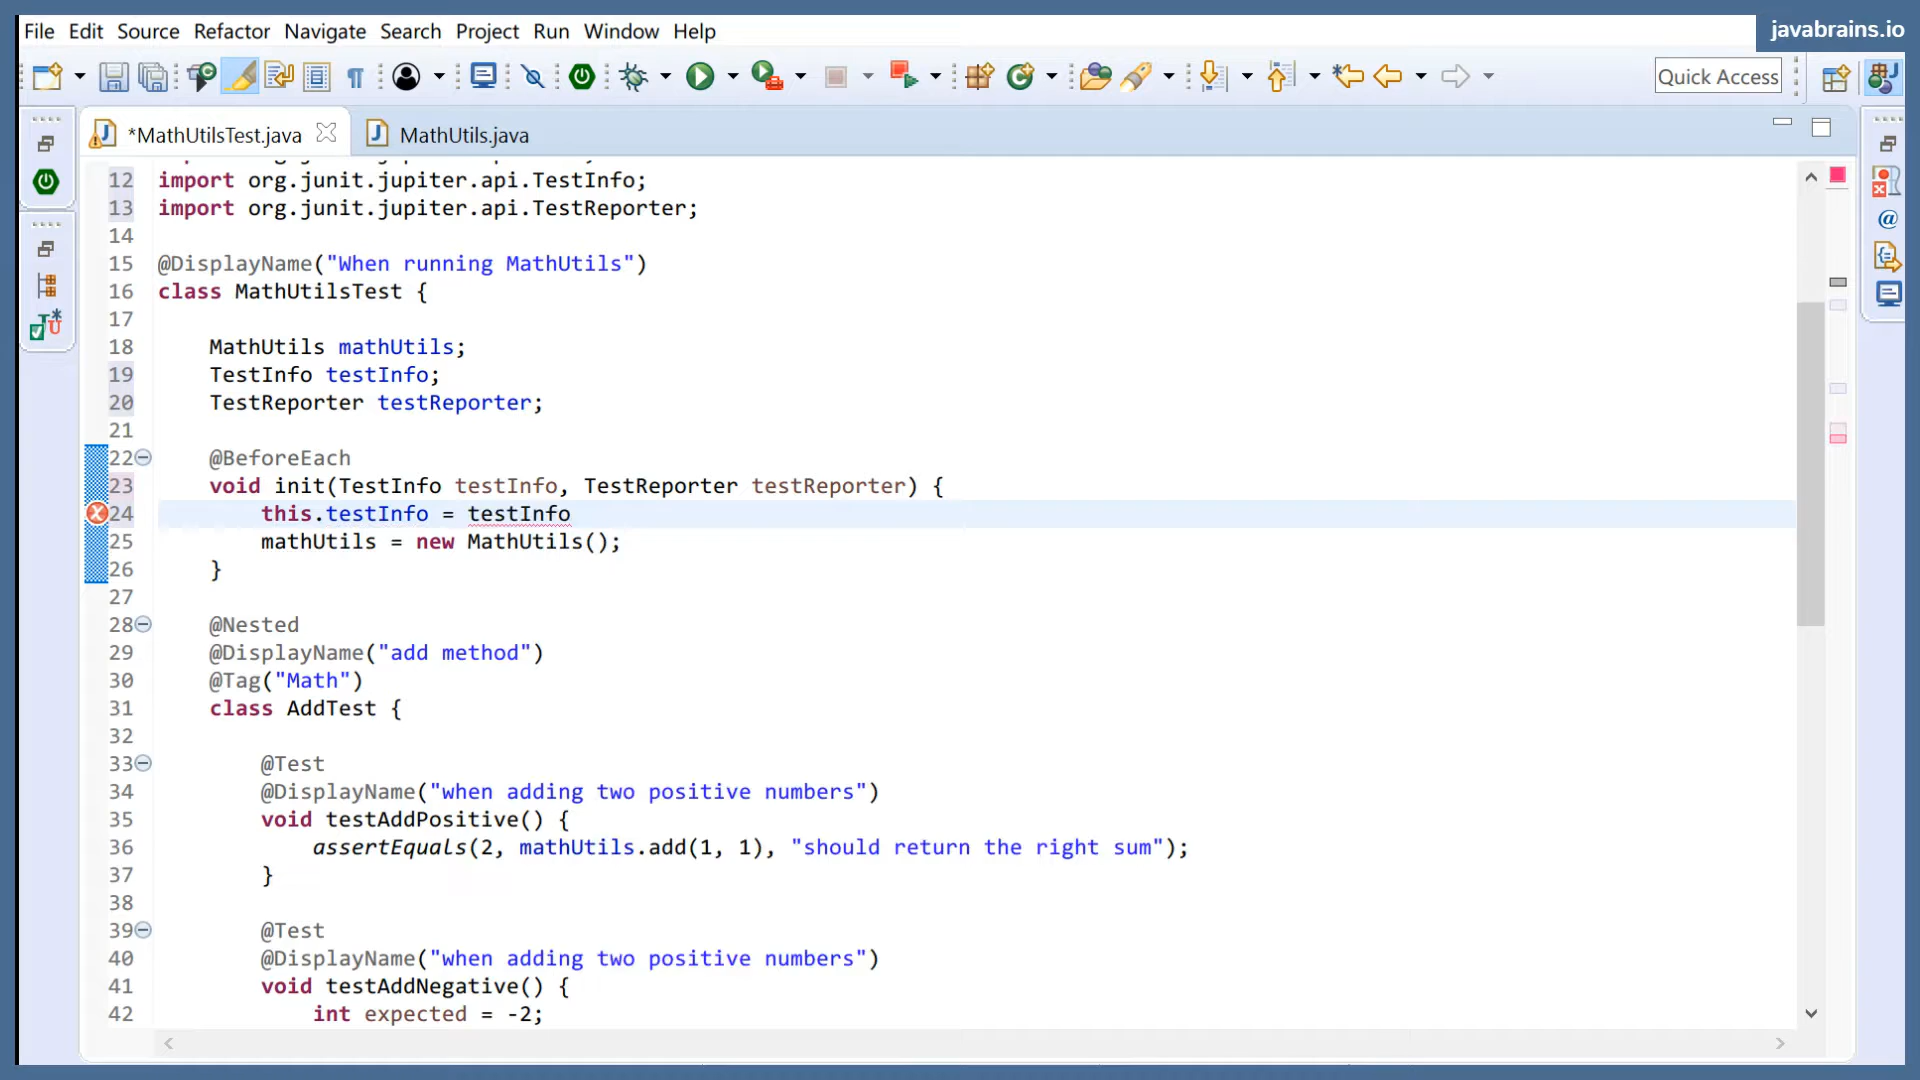 javabrains.io
File Edit Source Refactor Navigate Search Project Run Window Help
Quick Access
*MathUtilsTest.java MathUtils.java
12 import org.junit.jupiter.api.TestInfo;
13 import org.junit.jupiter.api.TestReporter;
14
15 @DisplayName("When running MathUtils")
16 class MathUtilsTest {
17
18 MathUtils mathUtils;
19 TestInfo testInfo;
20 TestReporter testReporter;
21
22 @BeforeEach
23 void init(TestInfo testInfo, TestReporter testReporter) {
24 this.testInfo = testInfo
25 mathUtils = new MathUtils();
26 }
27
28 @Nested
29 @DisplayName("add method")
30 @Tag("Math")
31 class AddTest {
32
33 @Test
34 @DisplayName("when adding two positive numbers")
35 void testAddPositive() {
36 assertEquals(2, mathUtils.add(1, 1), "should return the right sum");
37 }
38
39 @Test
40 @DisplayName("when adding two positive numbers")
41 void testAddNegative() {
42 int expected = -2;